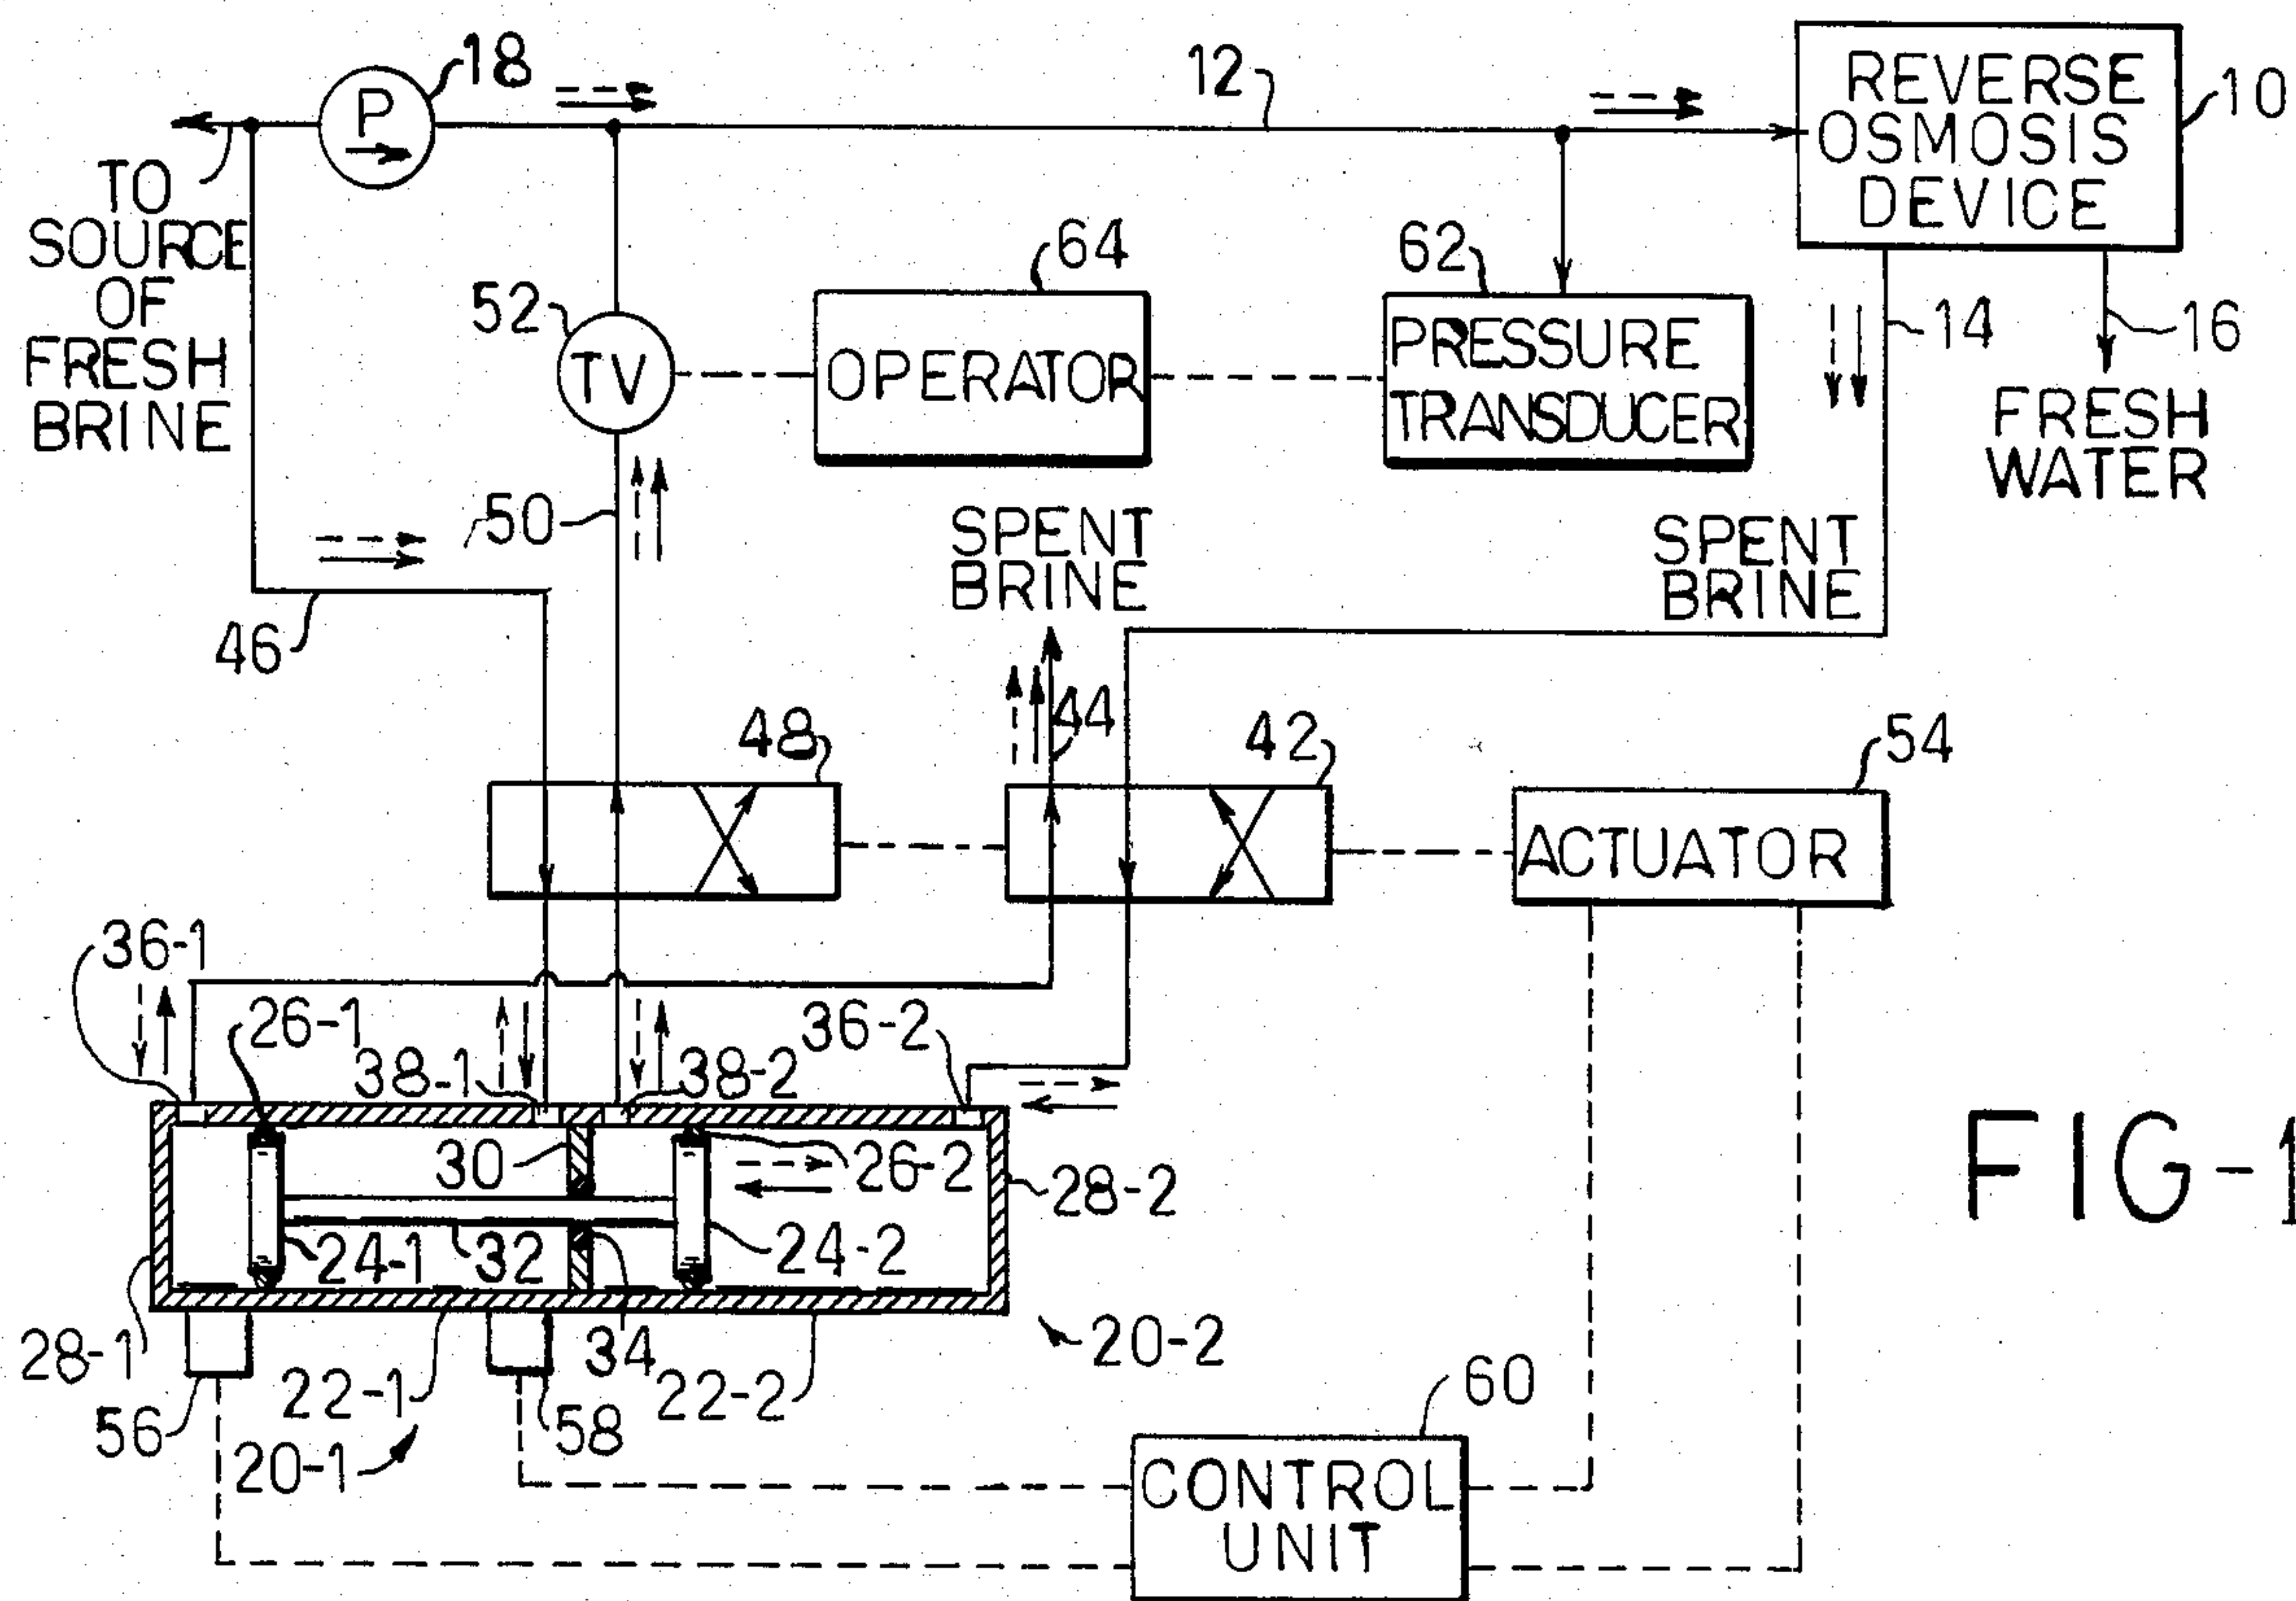 18
P
12
REVERSE
OSMOSIS
DEVICE
10
TO
SOURCE
OF
FRESH
BRINE
52
TV
64
OPERATOR
62
PRESSURE
TRANSDUCER
14
16
FRESH
WATER
50
SPENT
BRINE
SPENT
BRINE
46
44
48
42
54
ACTUATOR
36-1
26-1
38-1
38-2
36-2
30
26-2
28-2
FIG-1
24-1
32
24-2
28-1
34
20-2
22-1
22-2
56
58
20-1
60
CONTROL
UNIT